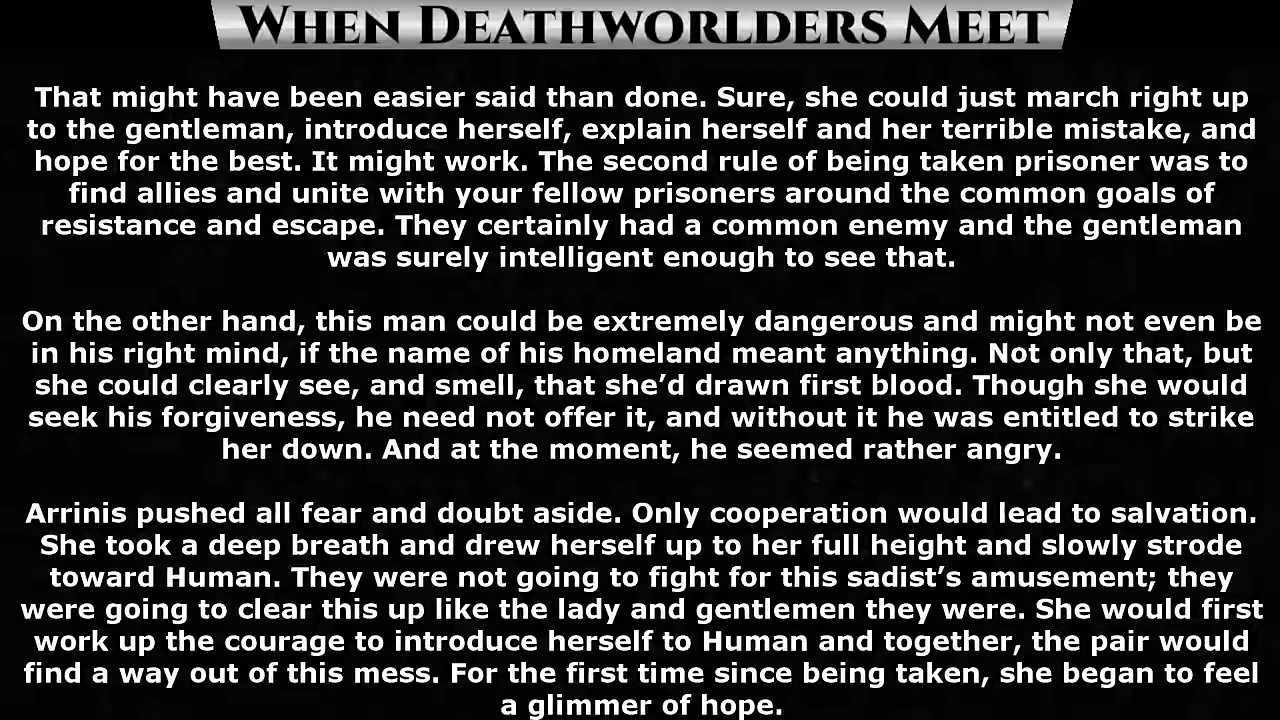 When Deathworlders Meet
That might have been easier said than done. Sure, she could just march right up
to the gentleman, introduce herself, explain herself and her terrible mistake, and
hope for the best. It might work. The second rule of being taken prisoner was to
find allies and unite with your fellow prisoners around the common goals of
resistance and escape. They certainly had a common enemy and the gentleman
was surely intelligent enough to see that.
On the other hand, this man could be extremely dangerous and might not even be
in his right mind, if the name of his homeland meant anything. Not only that, but
she could clearly see, and smell, that she’d drawn first blood. Though she would
seek his forgiveness, he need not offer it, and without it he was entitled to strike
her down. And at the moment, he seemed rather angry.
Arrinis pushed all fear and doubt aside. Only cooperation would lead to salvation.
She took a deep breath and drew herself up to her full height and slowly strode
toward Human. They were not going to fight for this sadist’s amusement; they
were going to clear this up like the lady and gentlemen they were. She would first
work up the courage to introduce herself to Human and together, the pair would
find a way out of this mess. For the first time since being taken, she began to feel
a glimmer of hope.